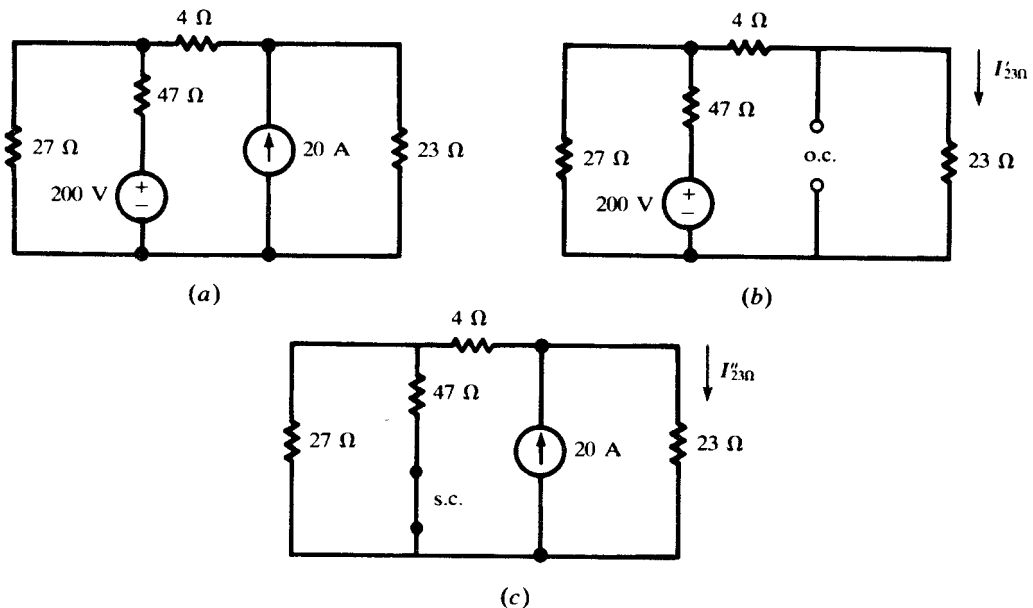 4 Ω
47 Ω
27 Ω
20 A
23 Ω
200 V
+
−
(a)
4 Ω
I′23Ω
47 Ω
27 Ω
o.c.
23 Ω
200 V
+
−
(b)
4 Ω
I″23Ω
47 Ω
27 Ω
20 A
23 Ω
s.c.
(c)